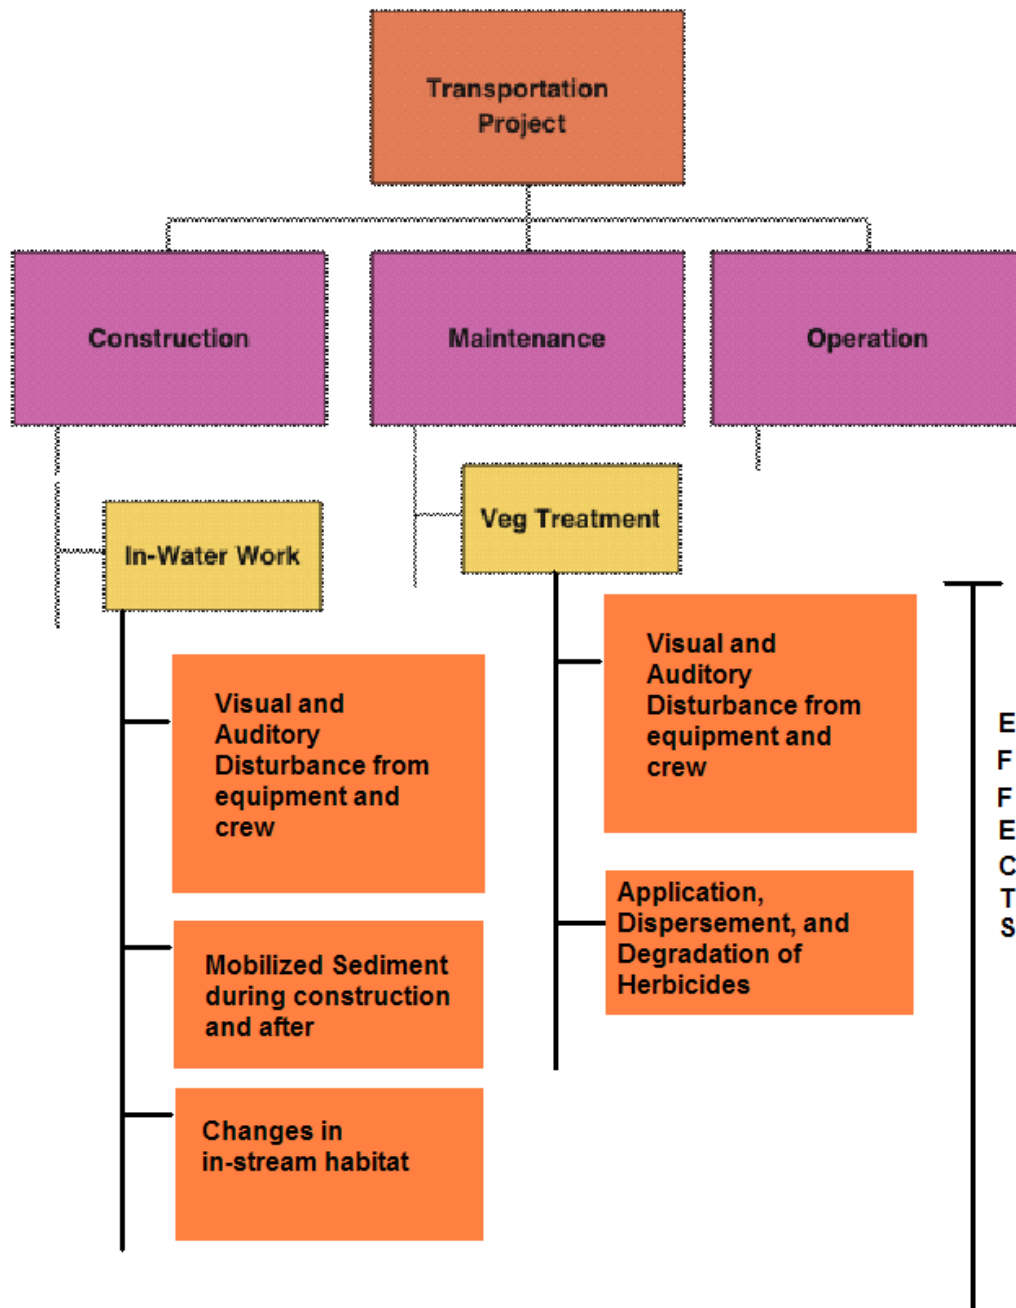 Transportation
Project
Construction
Maintenance
Operation
In-Water Work
Veg Treatment
Visual and
Auditory
Disturbance from
equipment and
crew
Mobilized Sediment
during construction
and after
Changes in
in-stream habitat
Visual and
Auditory
Disturbance from
equipment and
crew
Application,
Dispersement, and
Degradation of
Herbicides
E
F
F
E
C
T
S